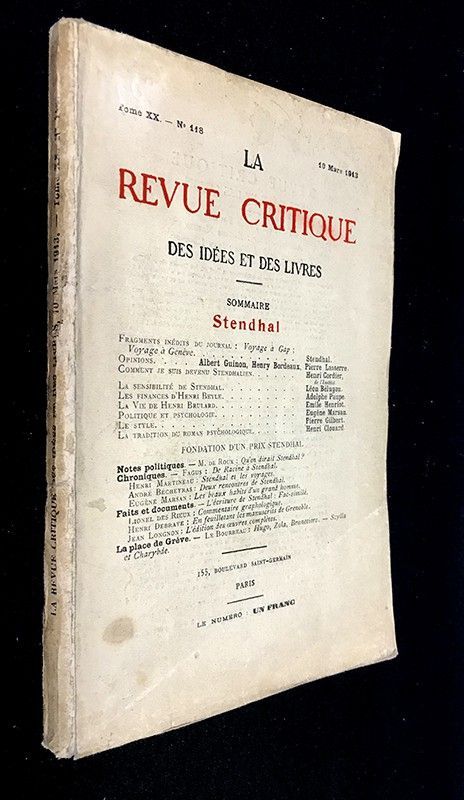 Tome XX. — N° 118
10 Mars 1913
LA
REVUE CRITIQUE
DES IDÉES ET DES LIVRES
SOMMAIRE
Stendhal
FRAGMENTS INÉDITS DU JOURNAL : Voyage à Gap ;
Voyage à Genève. Stendhal.
OPINIONS. Albert Guinon, Henry Bordeaux, Pierre Lasserre.
COMMENT JE SUIS DEVENU STENDHALIEN. Henri Cordier,
de l'Institut
LA SENSIBILITÉ DE STENDHAL. Léon Bélugou.
LES FINANCES D'HENRI BEYLE. Adolphe Paupe.
LA VIE DE HENRI BRULARD. Emile Henriot.
POLITIQUE ET PSYCHOLOGIE. Eugène Marsan.
LE STYLE. Pierre Gilbert.
LA TRADITION DU ROMAN PSYCHOLOGIQUE. Henri Clouard.
FONDATION D'UN PRIX STENDHAL
Notes politiques. — M. DE ROUX : Qu'en dirait Stendhal ?
Chroniques. — FAGUS : De Racine à Stendhal.
HENRI MARTINEAU : Stendhal et les voyages.
ANDRÉ BECHEYRAS : Deux rencontres de Stendhal.
EUGÈNE MARSAN : Les beaux habits d'un grand homme.
Faits et documents. — L'écriture de Stendhal : Fac-similé.
LIONEL DES RIEUX : Commentaire graphologique.
HENRI DEBRAYE : En feuilletant les manuscrits de Grenoble.
JEAN LONGNON : L'édition des œuvres complètes.
La place de Grève. — LE BOURREAU : Hugo, Zola, Brunetière. — Scylla
et Charybde.
155, BOULEVARD SAINT-GERMAIN
PARIS
LE NUMÉRO : UN FRANC
LA REVUE CRITIQUE
10 Mars 1913. — Tome